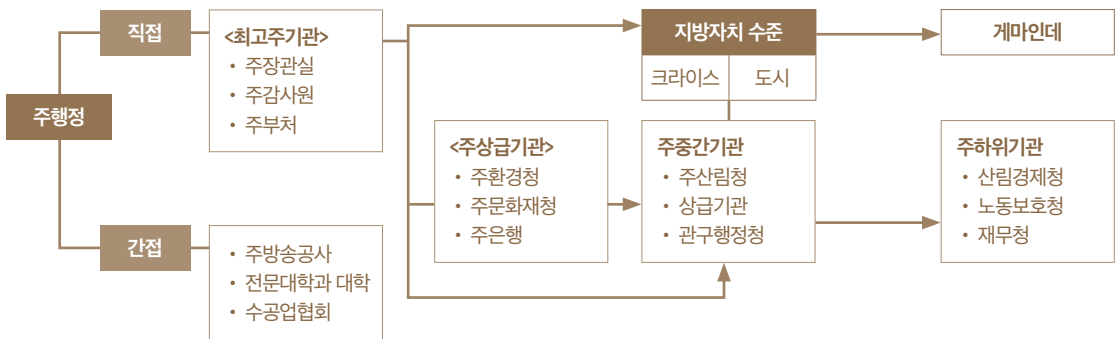 주행정
직접
<최고주기관>
• 주장관실
• 주감사원
• 주부처
지방자치 수준
크라이스
도시
게마인데
<주상급기관>
• 주환경청
• 주문화재청
• 주은행
주중간기관
• 주산림청
• 상급기관
• 관구행정청
주하위기관
• 산림경제청
• 노동보호청
• 재무청
간접
• 주방송공사
• 전문대학과 대학
• 수공업협회